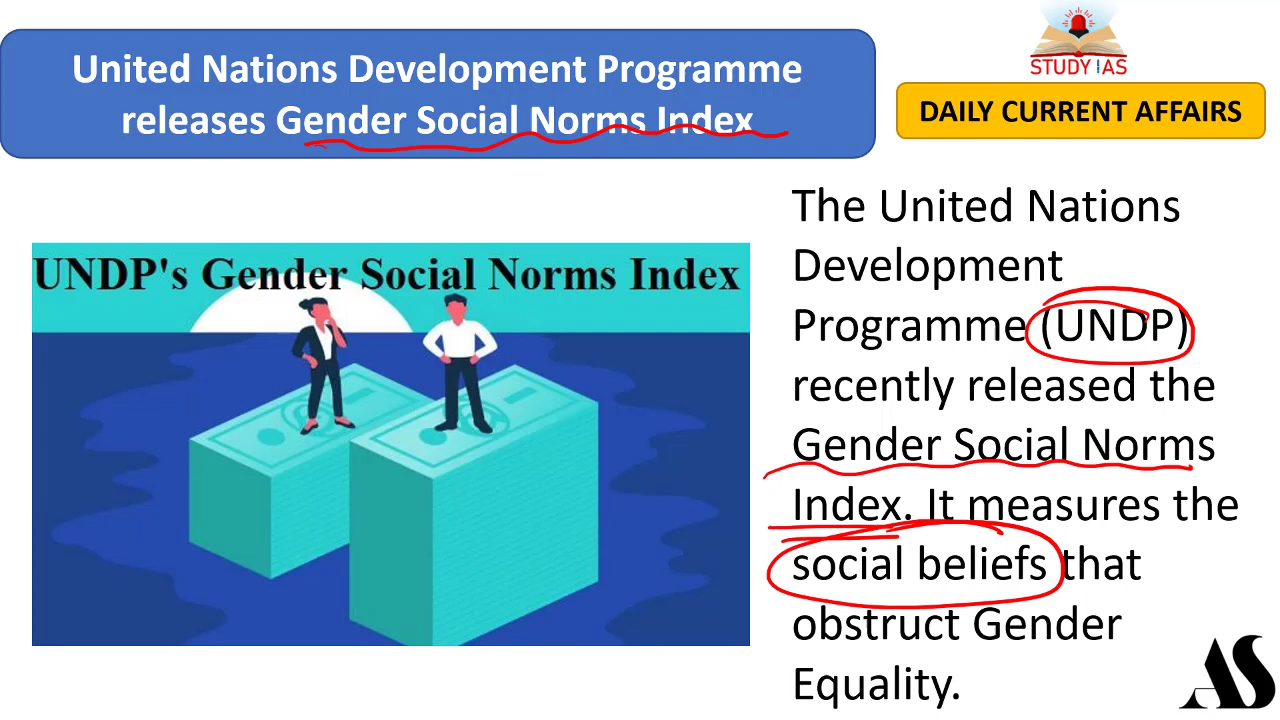 United Nations Development Programme
releases Gender Social Norms Index
STUDY IAS
DAILY CURRENT AFFAIRS
UNDP's Gender Social Norms Index
The United Nations
Development
Programme (UNDP)
recently released the
Gender Social Norms
Index. It measures the
social beliefs that
obstruct Gender
Equality.
AS